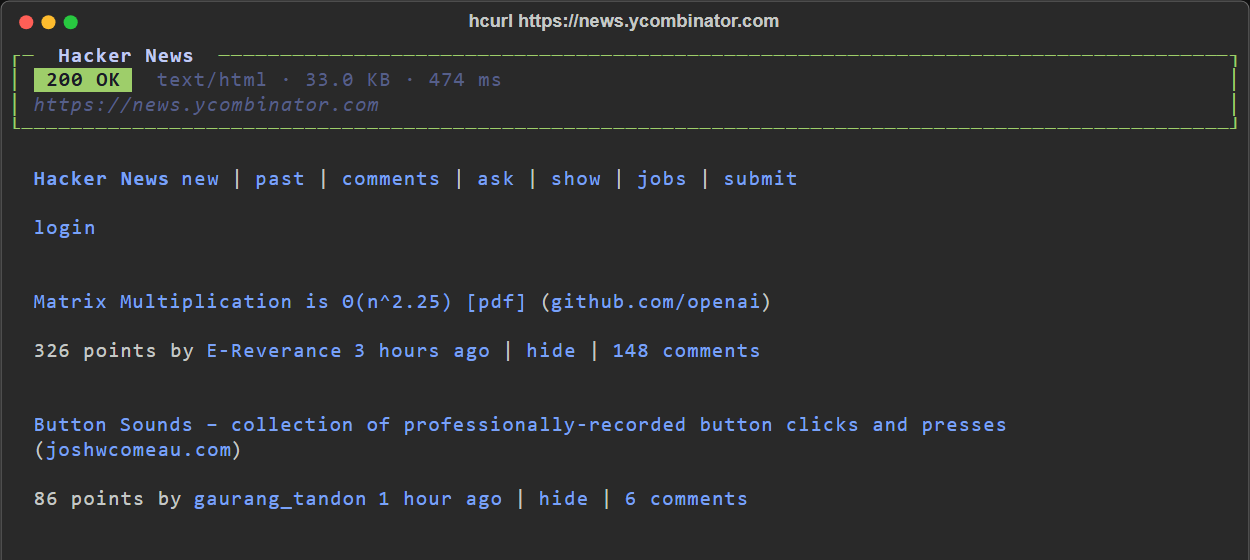 hcurl https://news.ycombinator.com
Hacker News
200 OK text/html · 33.0 KB · 474 ms
https://news.ycombinator.com
Hacker News new | past | comments | ask | show | jobs | submit
login
Matrix Multiplication is O(n^2.25) [pdf] (github.com/openai)
326 points by E-Reverance 3 hours ago | hide | 148 comments
Button Sounds – collection of professionally-recorded button clicks and presses
(joshwcomeau.com)
86 points by gaurang_tandon 1 hour ago | hide | 6 comments